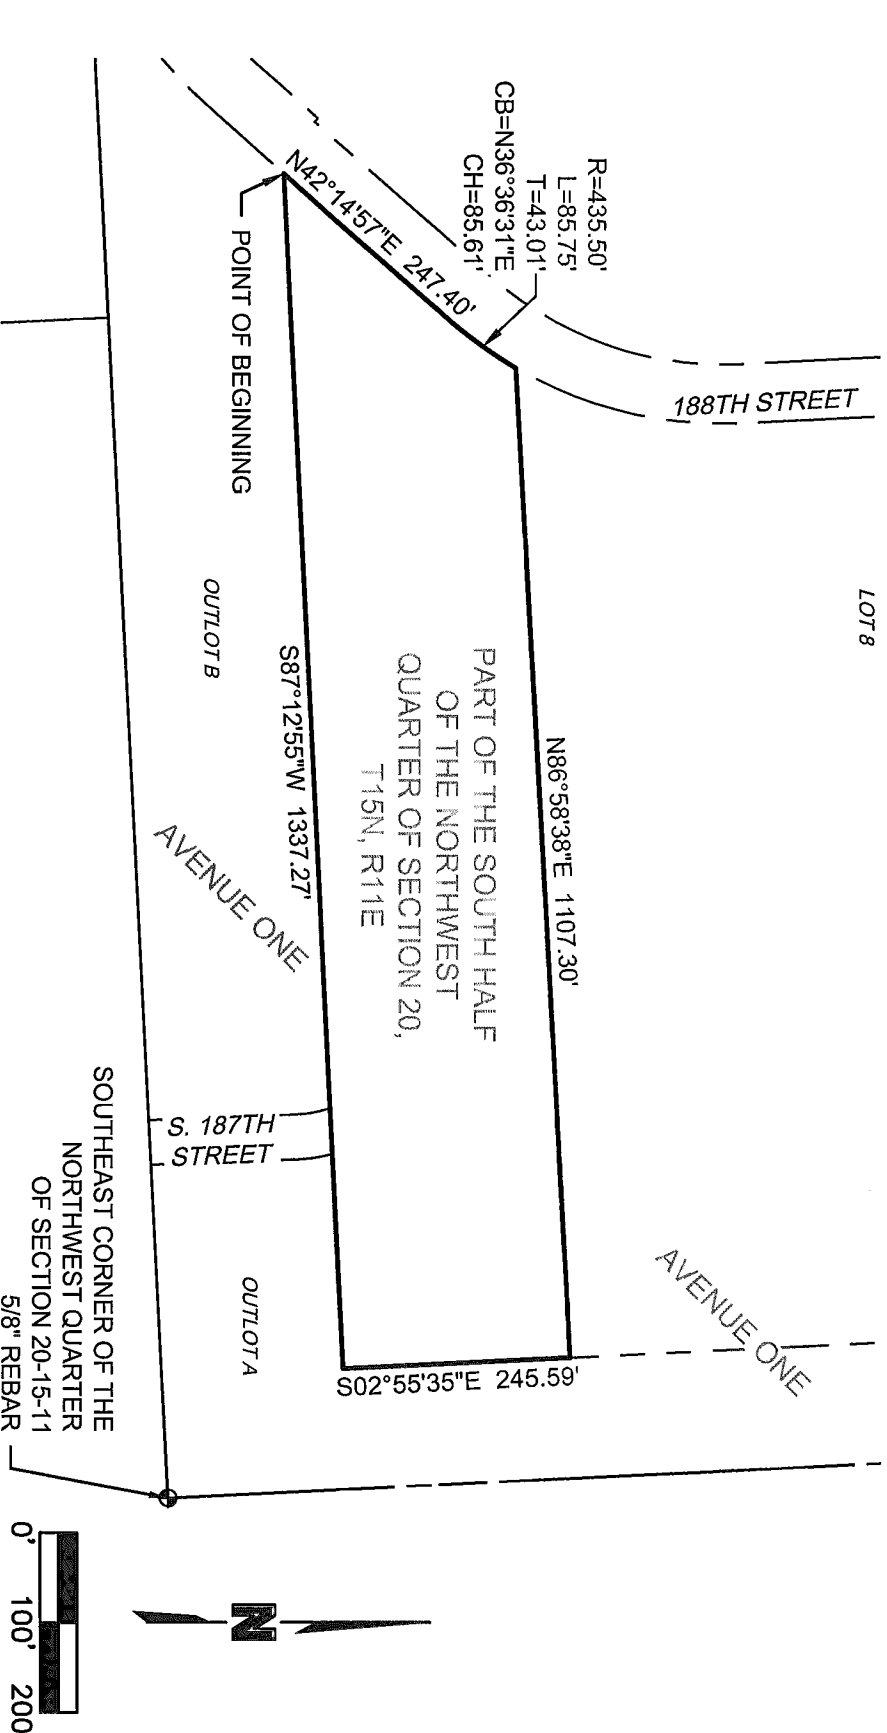 R=435.50'
L=85.75'
T=43.01'
CB=N36°36'31"E
CH=85.61'
188TH STREET
LOT 8
N42°14'57"E 247.40'
POINT OF BEGINNING
N86°58'38"E 1107.30'
PART OF THE SOUTH HALF
OF THE NORTHWEST
QUARTER OF SECTION 20,
T15N, R11E
S87°12'55"W 1337.27'
OUTLOT B
AVENUE ONE
S. 187TH
STREET
OUTLOT A
AVENUE ONE
S02°55'35"E 245.59'
SOUTHEAST CORNER OF THE
NORTHWEST QUARTER
OF SECTION 20-15-11
5/8" REBAR
N
0' 100' 200